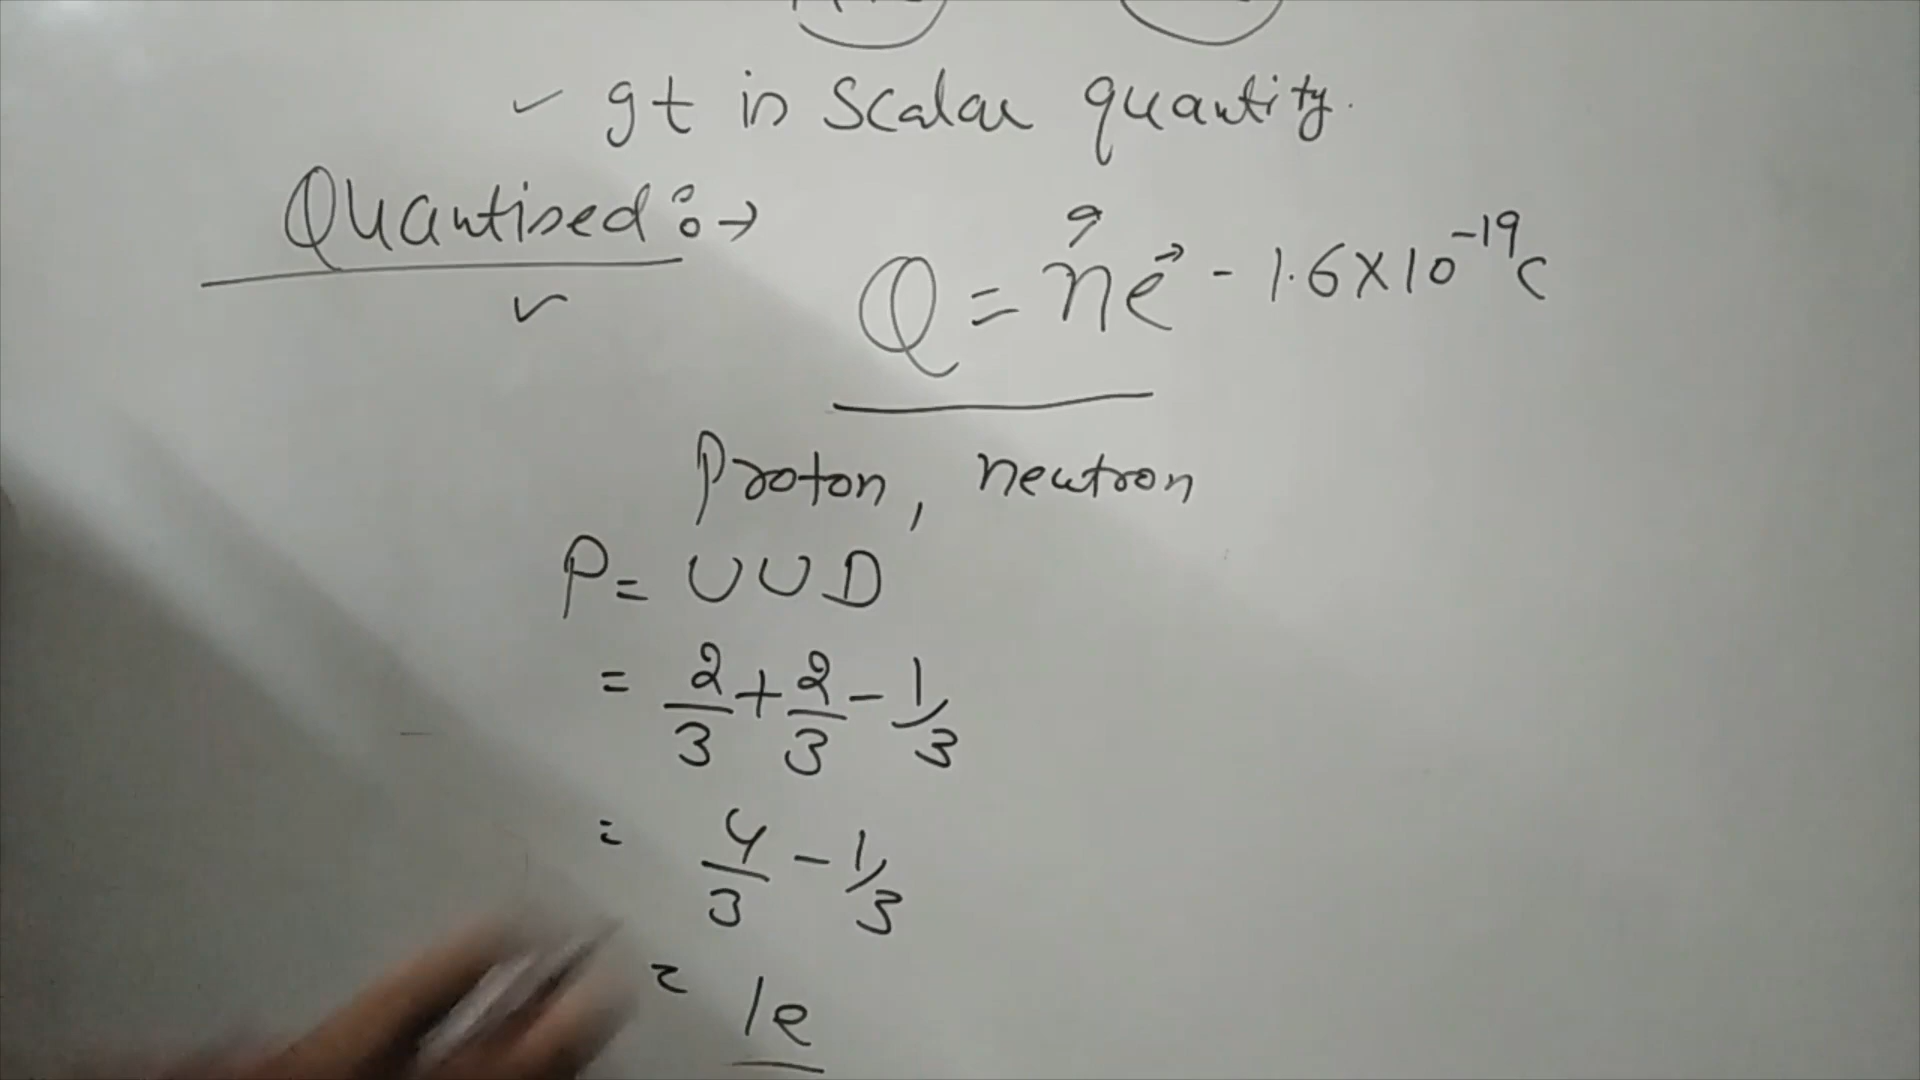 ✓ It is scalar quantity.
Quantised :→
Q = ne → - 1.6×10⁻¹⁹c
✓
Proton, neutron
P = UUD
= 2/3 + 2/3 - 1/3
= 4/3 - 1/3
= 1e